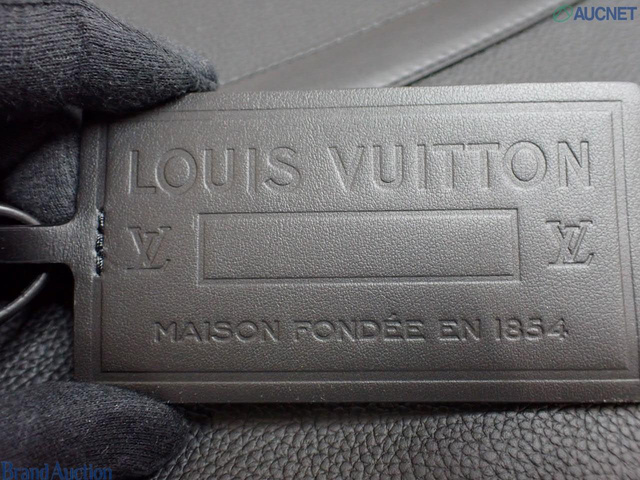 AUCNET
LOUIS VUITTON
LV LV
MAISON FONDÉE EN 1854
Brand Auction